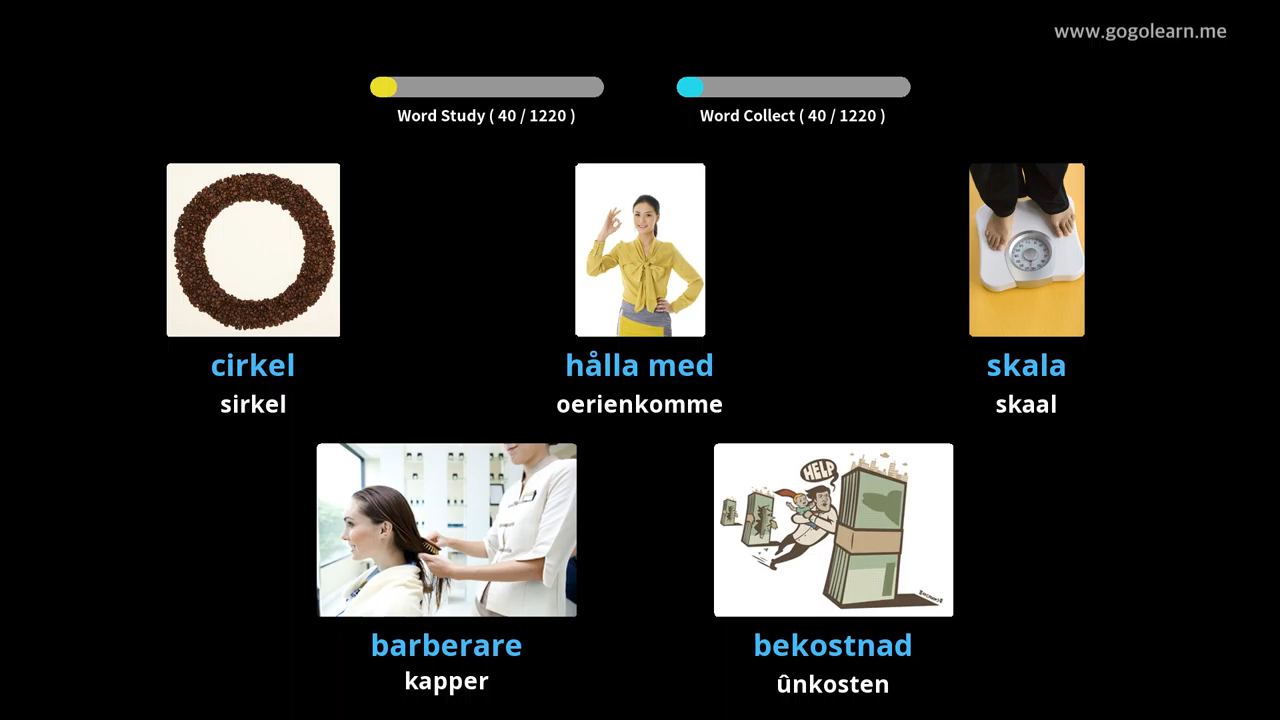 www.gogolearn.me
Word Study ( 40 / 1220 )
Word Collect ( 40 / 1220 )
cirkel
sirkel
hålla med
oerienkomme
skala
skaal
HELP
barberare
kapper
bekostnad
ûnkosten